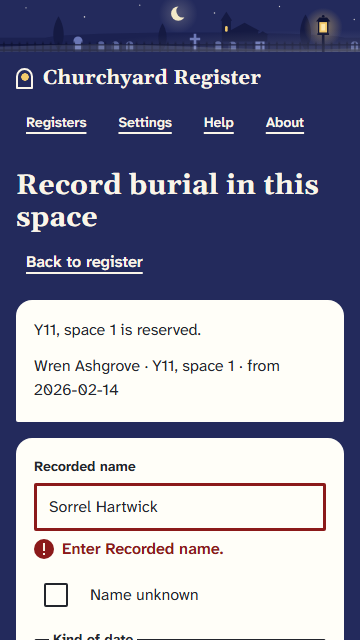 Churchyard Register
Registers Settings Help About
Record burial in this
space
Back to register
Y11, space 1 is reserved.
Wren Ashgrove · Y11, space 1 · from
2026-02-14
Recorded name
Sorrel Hartwick
Enter Recorded name.
Name unknown
Kind of date